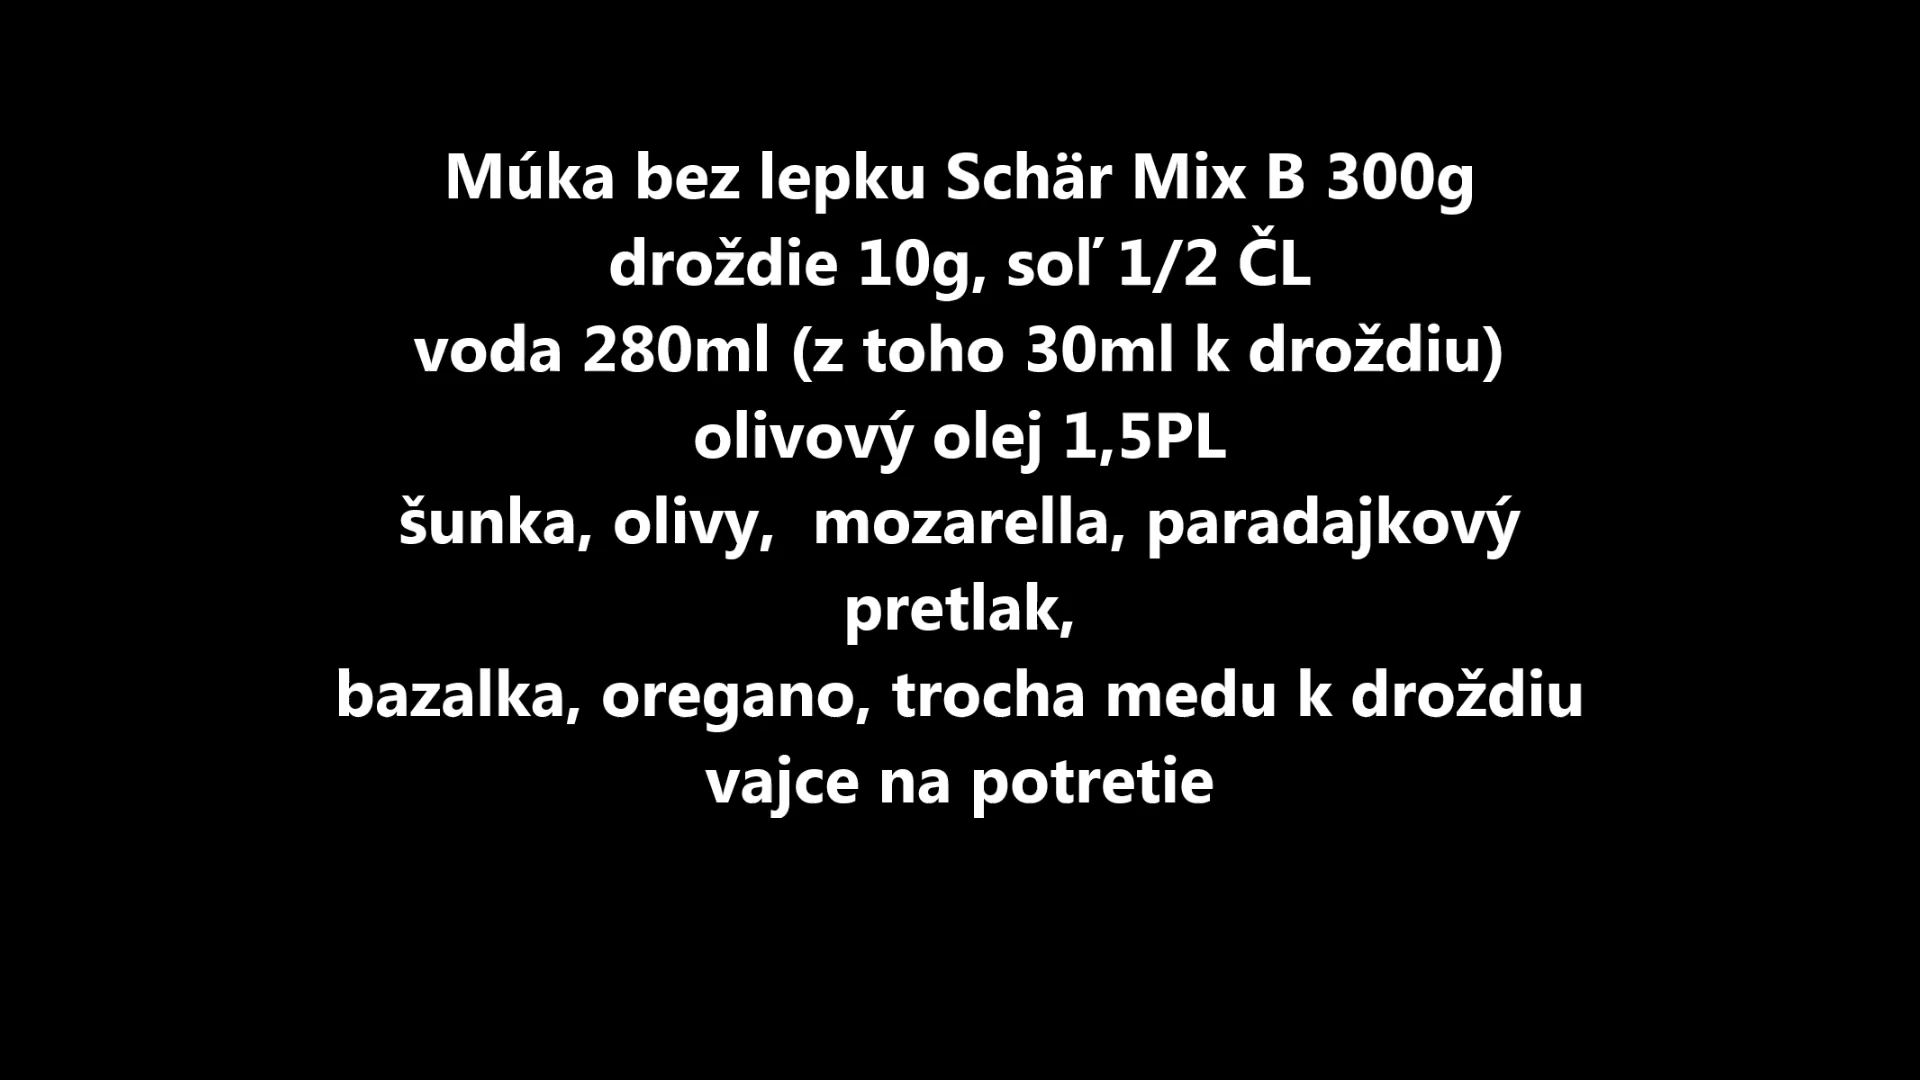 Múka bez lepku Schär Mix B 300g
droždie 10g, soľ 1/2 ČL
voda 280ml (z toho 30ml k droždiu)
olivový olej 1,5PL
šunka, olivy,  mozarella, paradajkový
pretlak,
bazalka, oregano, trocha medu k droždiu
vajce na potretie